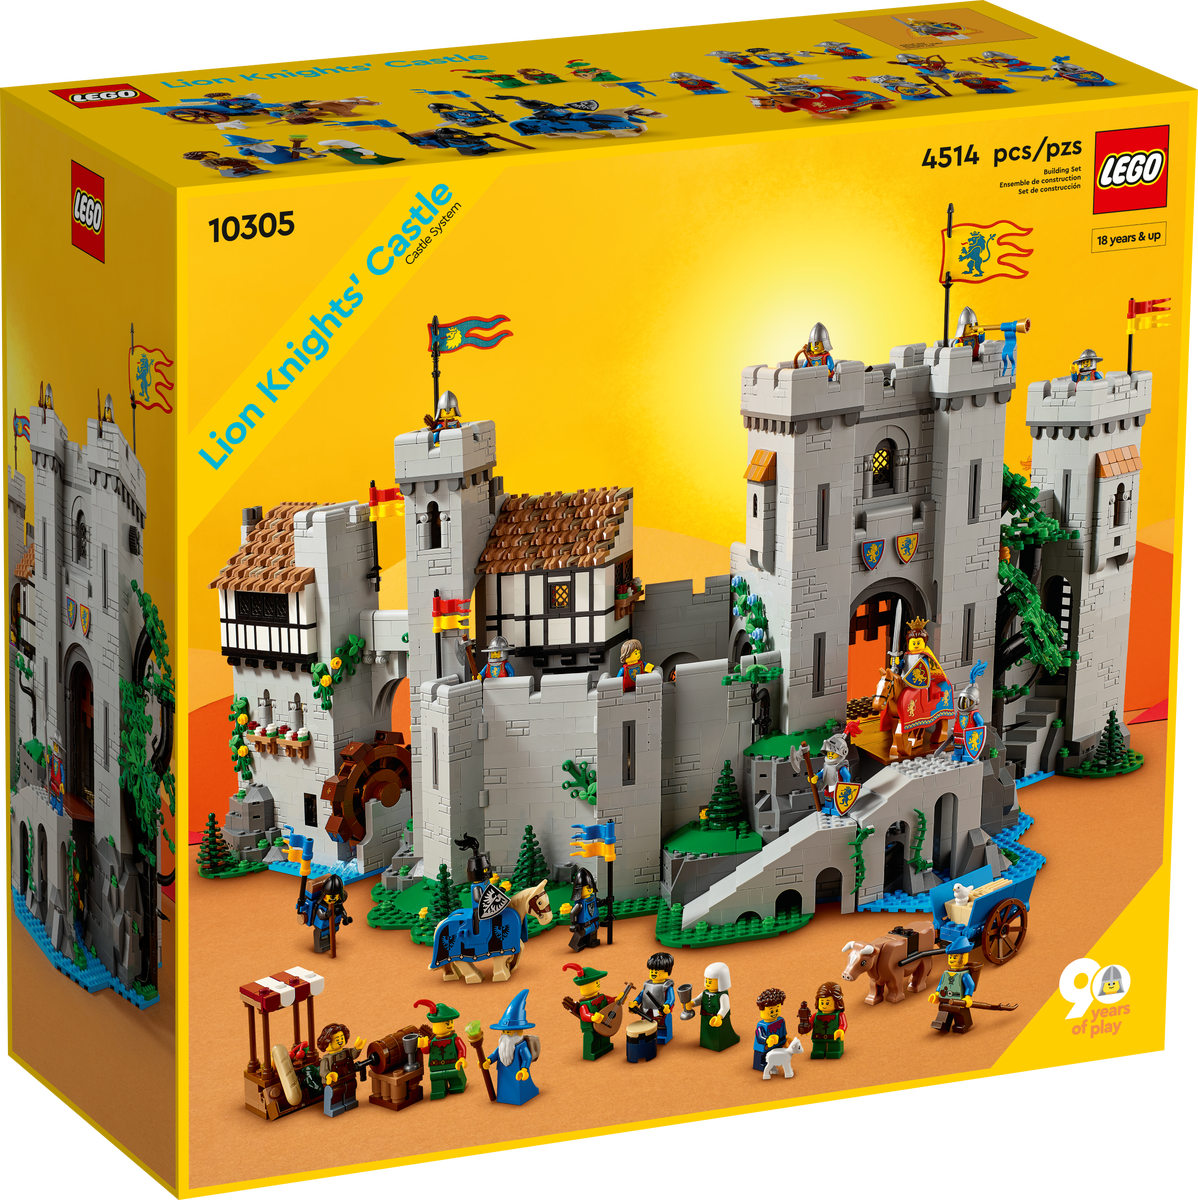 LEGO
Lion Knights' Castle
LEGO
10305
Lion Knights' Castle
Castle System
4514 pcs/pzs
Building Set
Ensemble de construction
Set de construcción
LEGO
18 years & up
90
years
of play